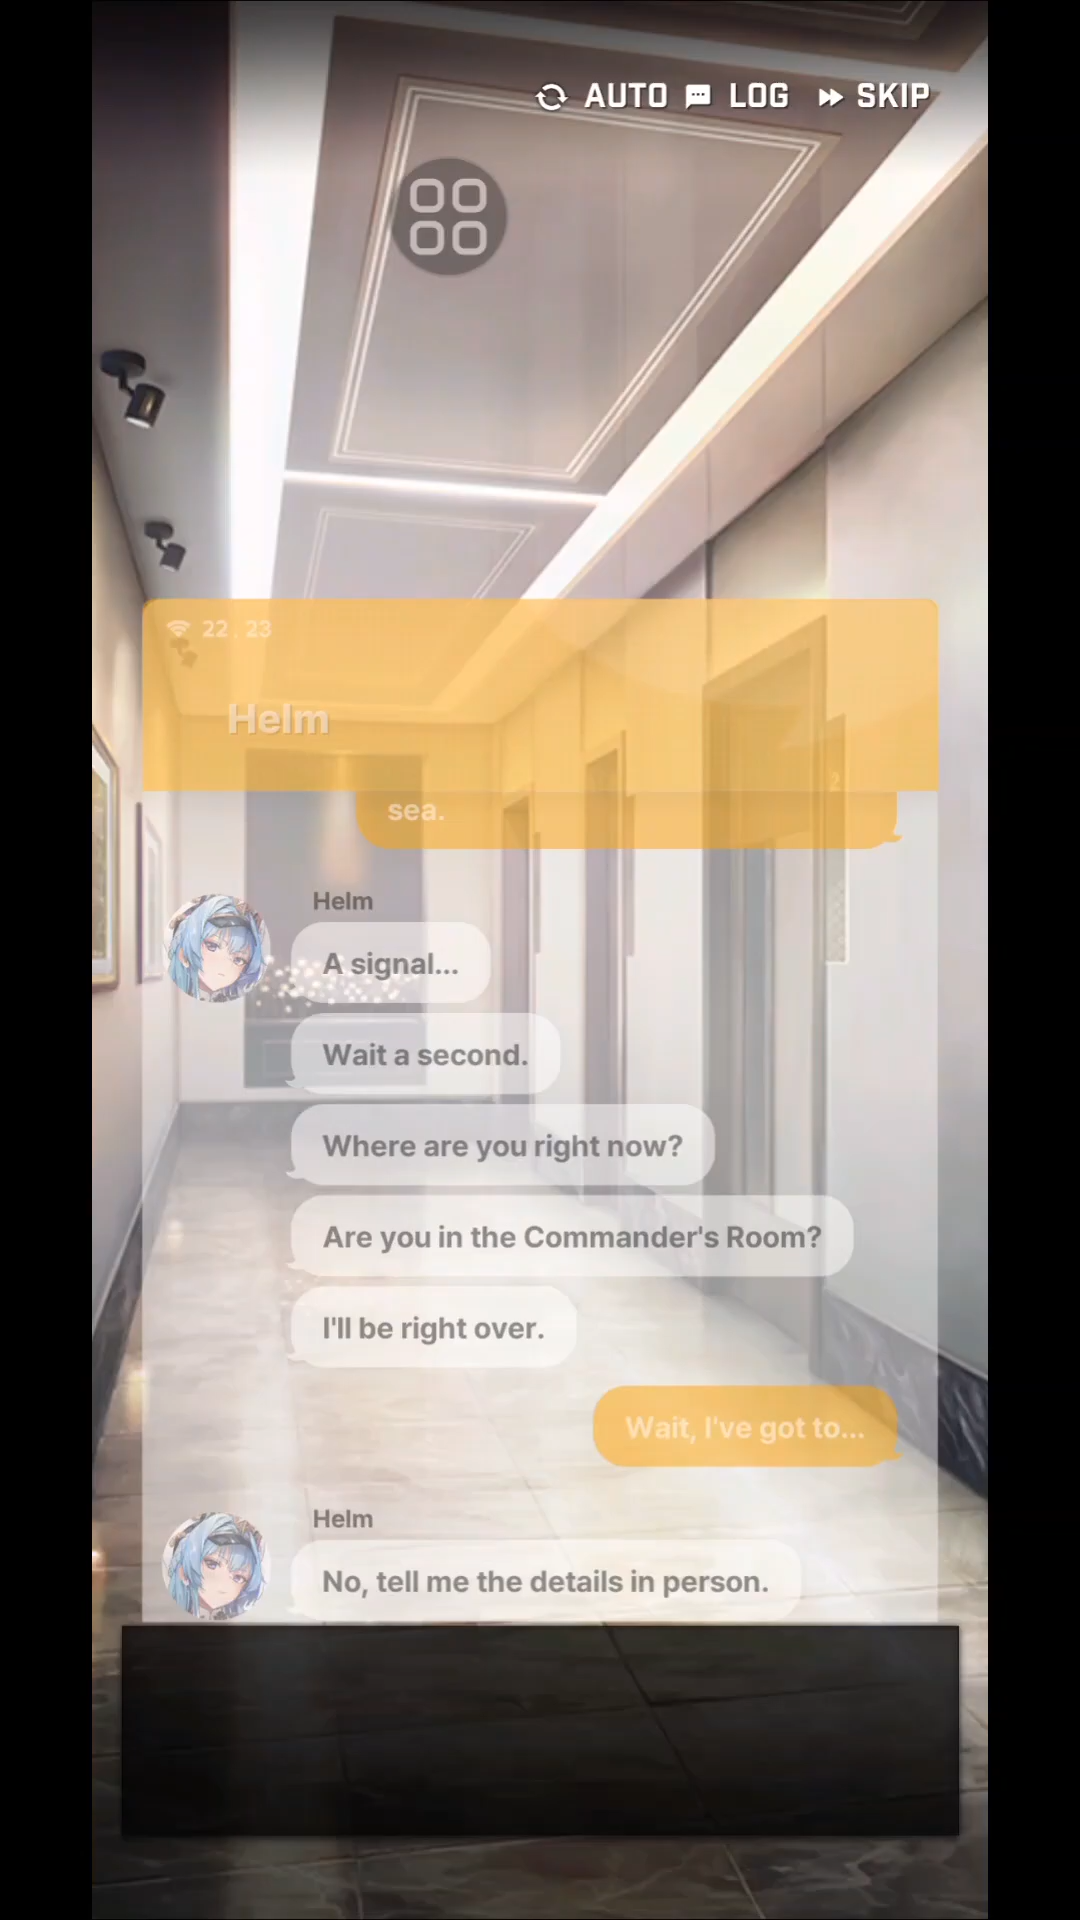 AUTO LOG SKIP
22 . 23
Helm
sea.
Helm
A signal...
Wait a second.
Where are you right now?
Are you in the Commander's Room?
I'll be right over.
Wait, I've got to...
Helm
No, tell me the details in person.